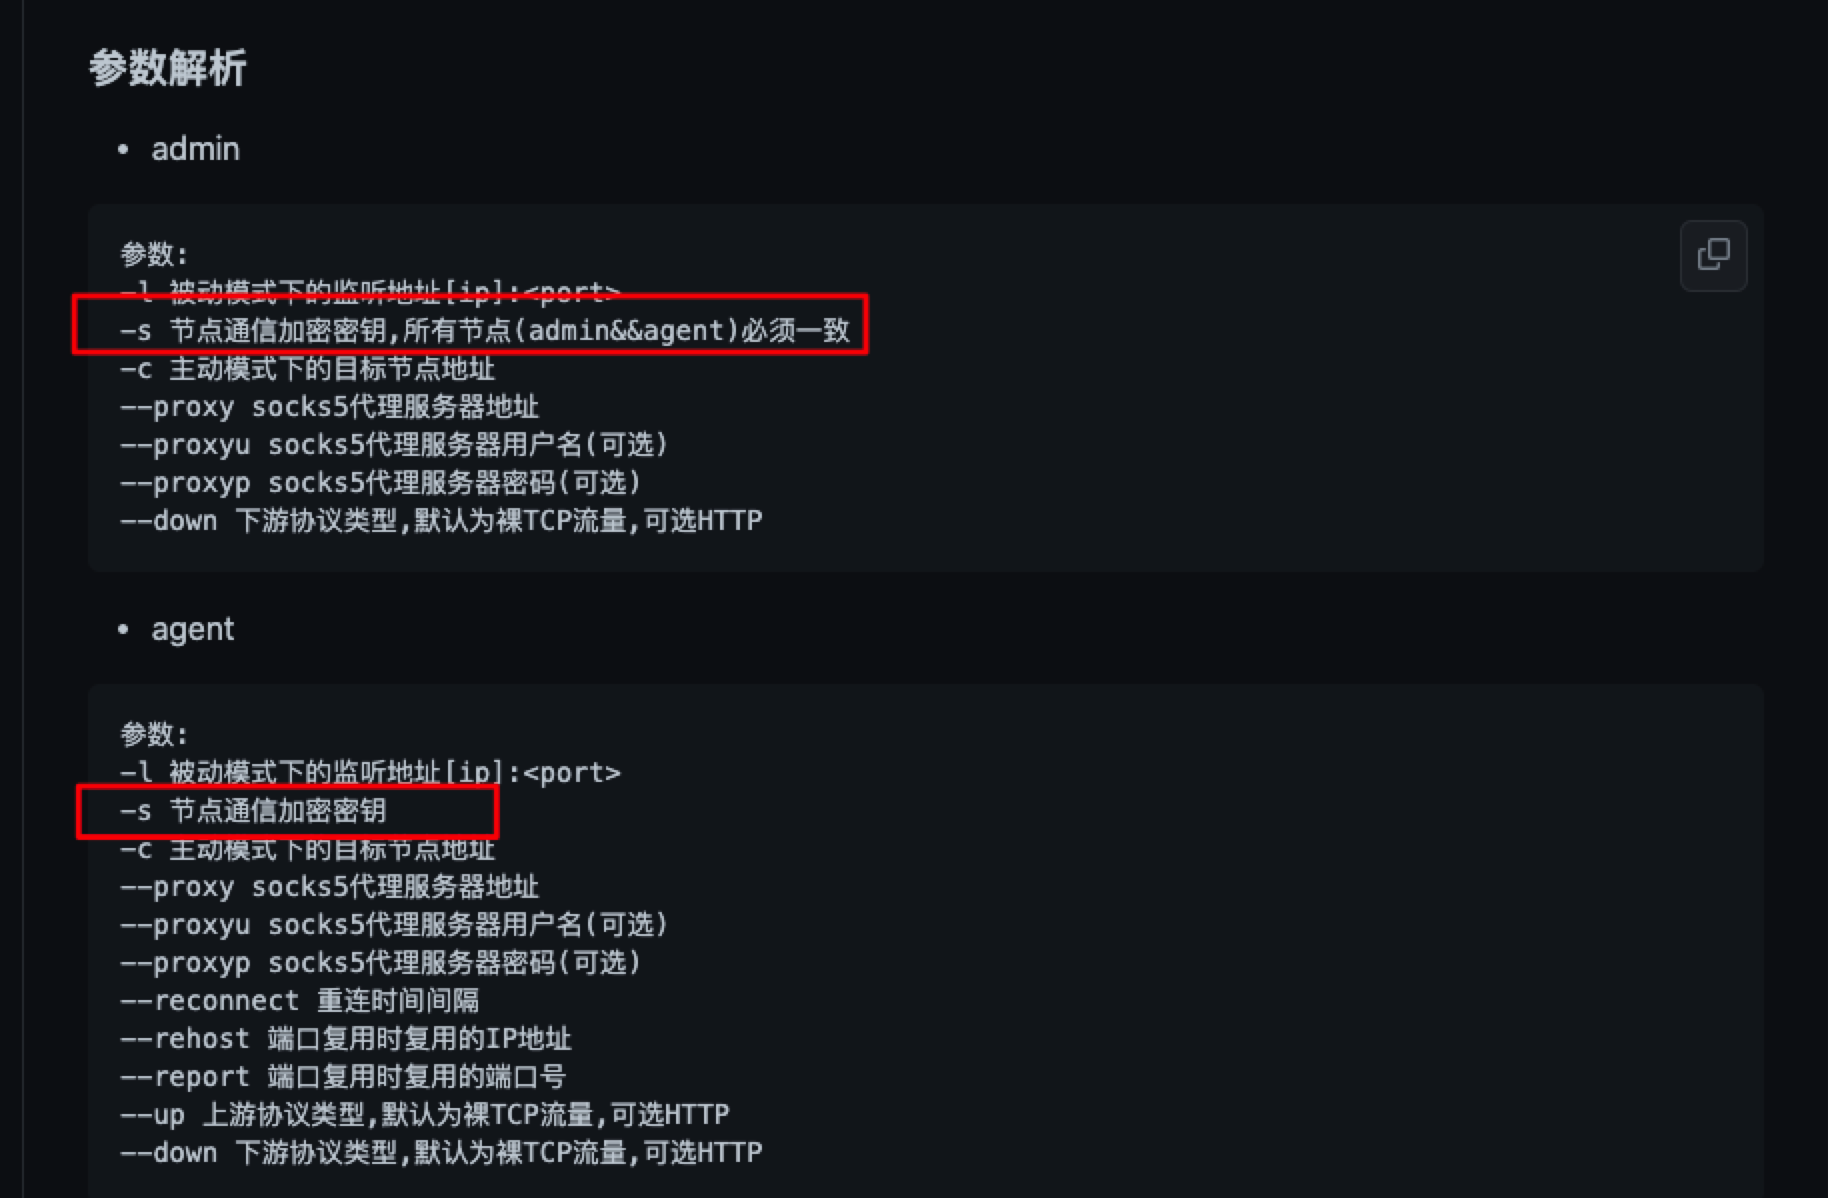 参数解析
• admin
参数:
-l 被动模式下的监听地址[ip]:<port>
-s 节点通信加密密钥,所有节点(admin&&agent)必须一致
-c 主动模式下的目标节点地址
--proxy socks5代理服务器地址
--proxyu socks5代理服务器用户名(可选)
--proxyp socks5代理服务器密码(可选)
--down 下游协议类型,默认为裸TCP流量,可选HTTP
• agent
参数:
-l 被动模式下的监听地址[ip]:<port>
-s 节点通信加密密钥
-c 主动模式下的目标节点地址
--proxy socks5代理服务器地址
--proxyu socks5代理服务器用户名(可选)
--proxyp socks5代理服务器密码(可选)
--reconnect 重连时间间隔
--rehost 端口复用时复用的IP地址
--report 端口复用时复用的端口号
--up 上游协议类型,默认为裸TCP流量,可选HTTP
--down 下游协议类型,默认为裸TCP流量,可选HTTP